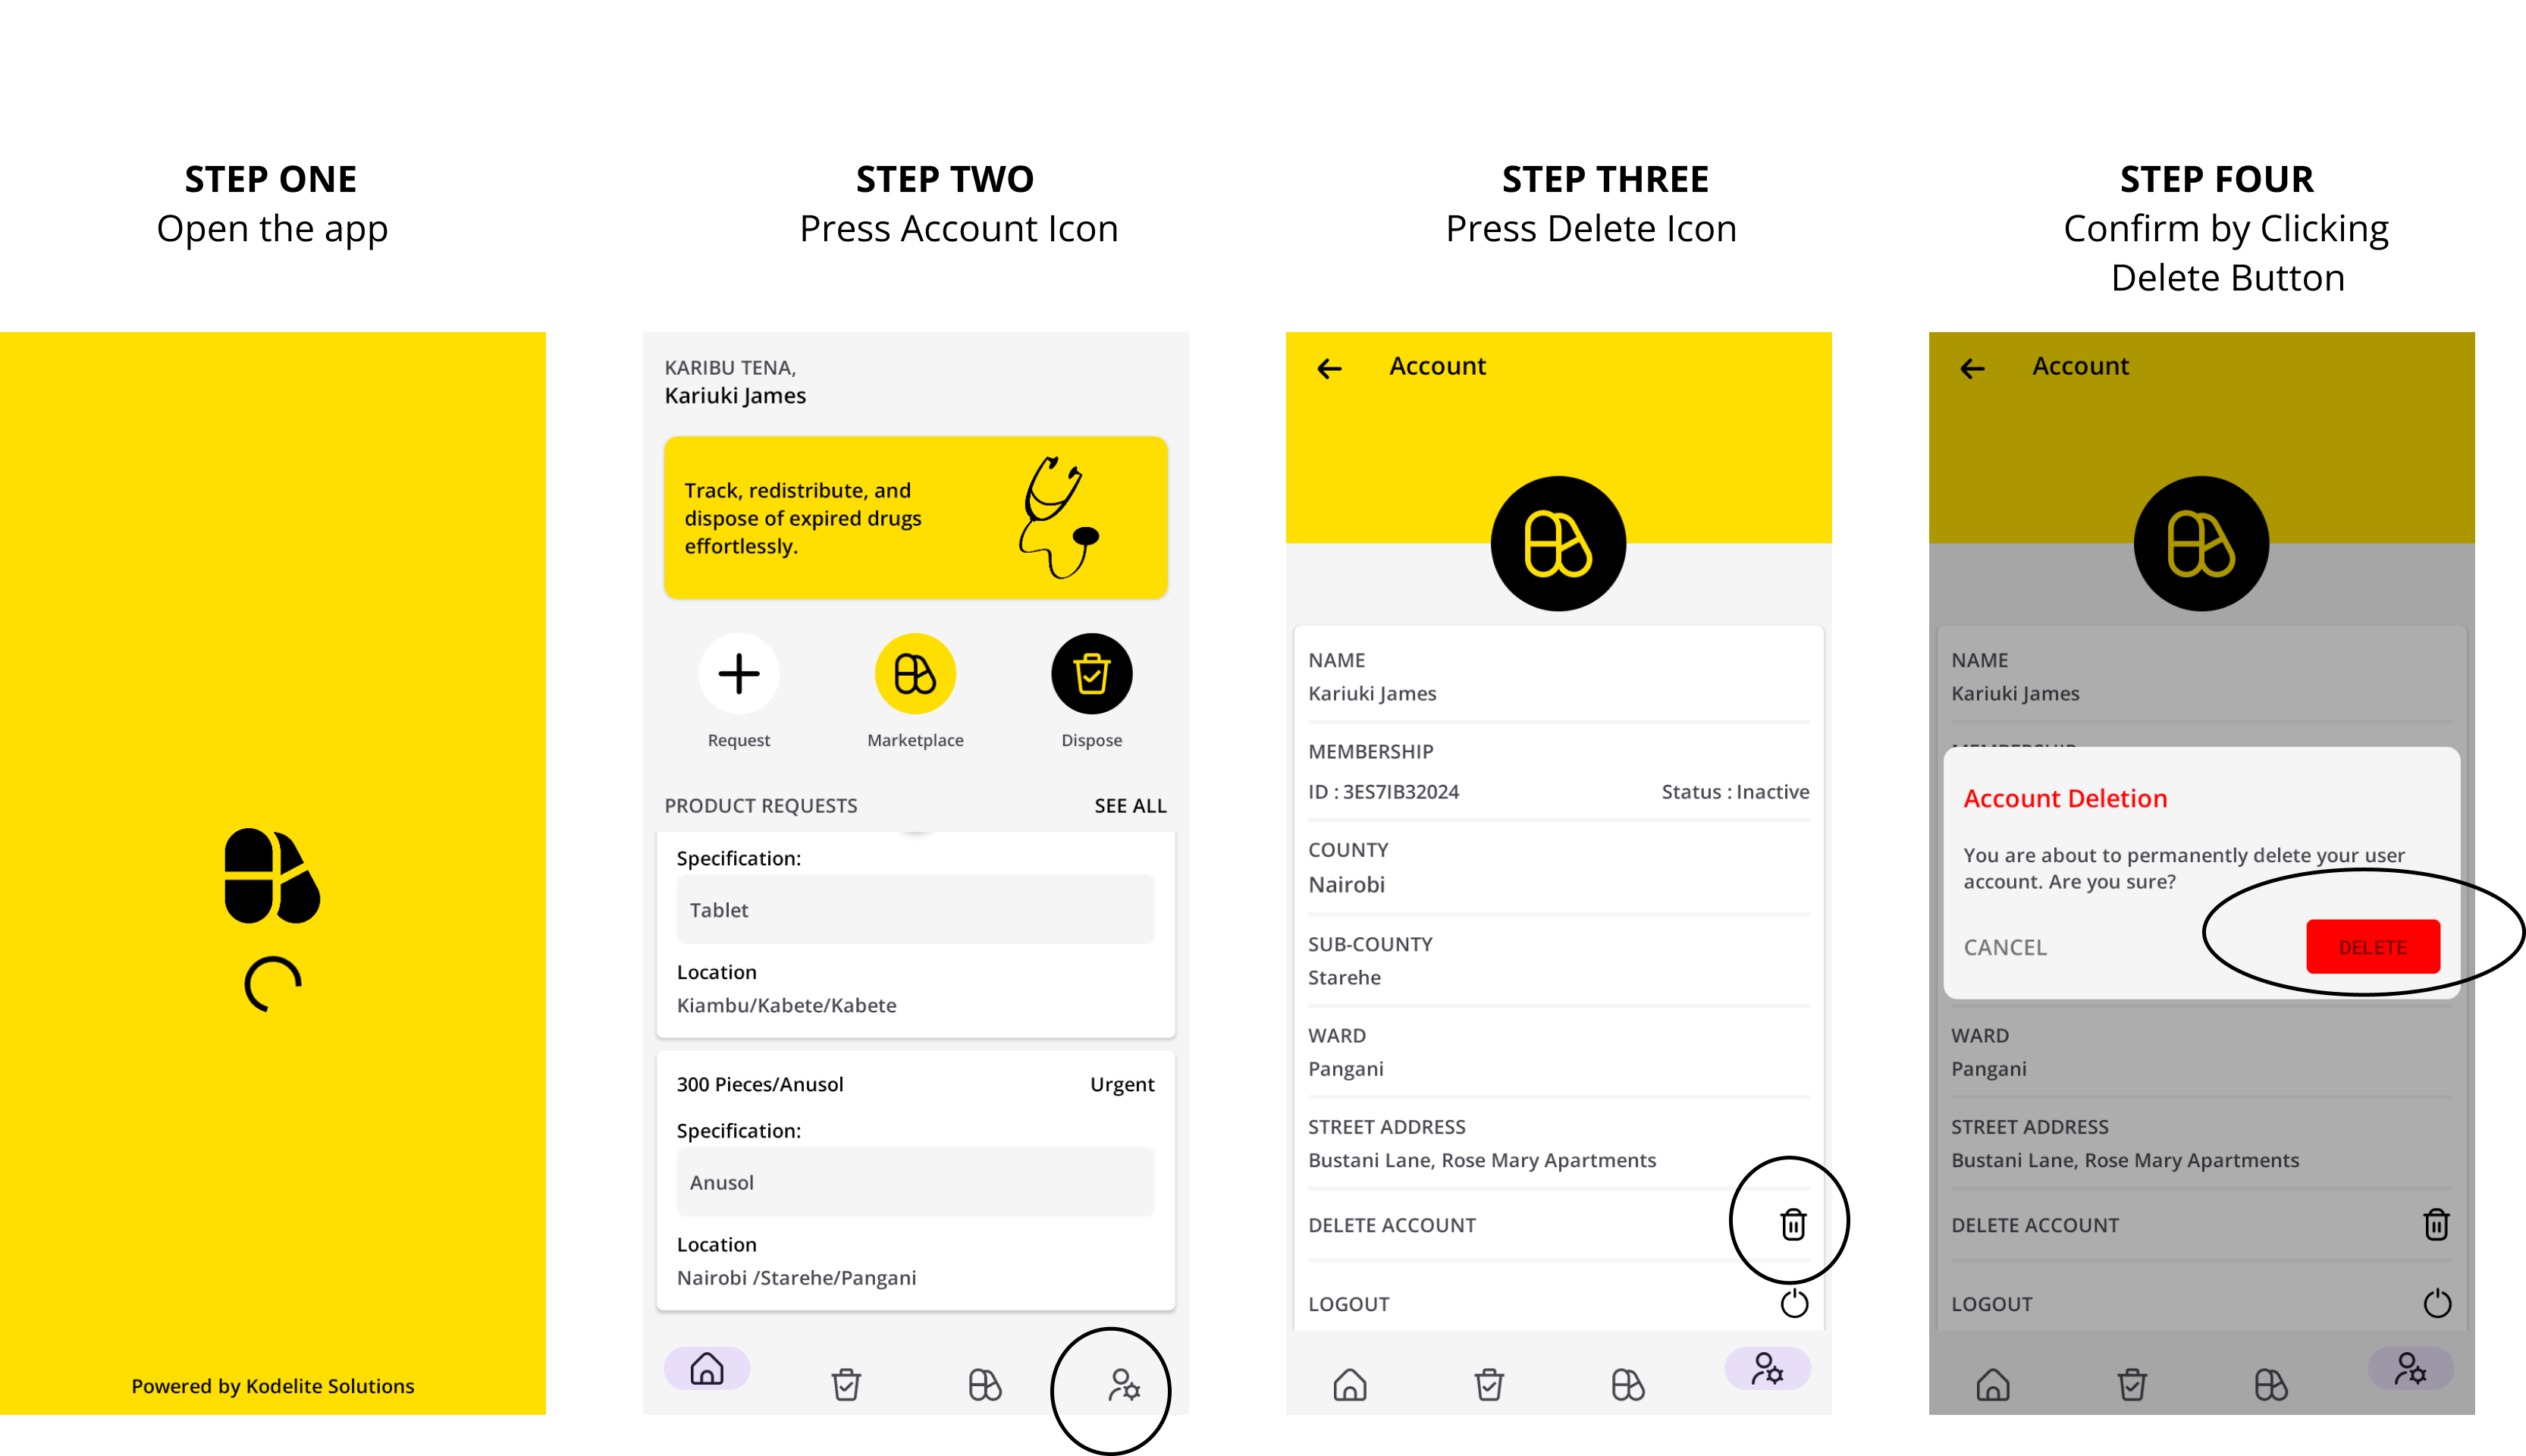 STEP ONE
Open the app
Powered by Kodelite Solutions
STEP TWO
Press Account Icon
KARIBU TENA,
Kariuki James
Track, redistribute, and
dispose of expired drugs
effortlessly.
Request
Marketplace
Dispose
PRODUCT REQUESTS
SEE ALL
Specification:
Tablet
Location
Kiambu/Kabete/Kabete
300 Pieces/Anusol
Urgent
Specification:
Anusol
Location
Nairobi /Starehe/Pangani
STEP THREE
Press Delete Icon
Account
NAME
Kariuki James
MEMBERSHIP
ID : 3ES7IB32024
Status : Inactive
COUNTY
Nairobi
SUB-COUNTY
Starehe
WARD
Pangani
STREET ADDRESS
Bustani Lane, Rose Mary Apartments
DELETE ACCOUNT
LOGOUT
STEP FOUR
Confirm by Clicking
Delete Button
Account
NAME
Kariuki James
MEMBERSHIP
Account Deletion
You are about to permanently delete your user
account. Are you sure?
CANCEL
DELETE
WARD
Pangani
STREET ADDRESS
Bustani Lane, Rose Mary Apartments
DELETE ACCOUNT
LOGOUT